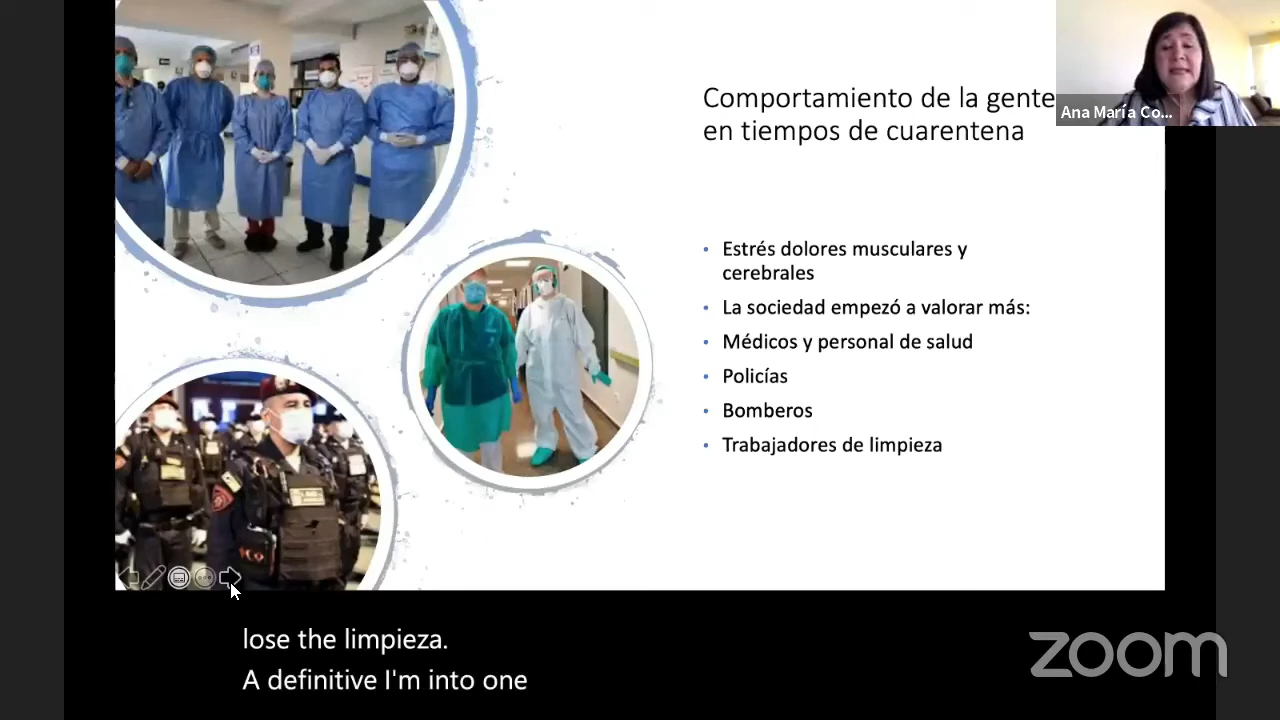 Comportamiento de la gente
en tiempos de cuarentena
Ana María Co...
• Estrés dolores musculares y
cerebrales
• La sociedad empezó a valorar más:
• Médicos y personal de salud
• Policías
• Bomberos
• Trabajadores de limpieza
lose the limpieza.
A definitive I'm into one
zoom